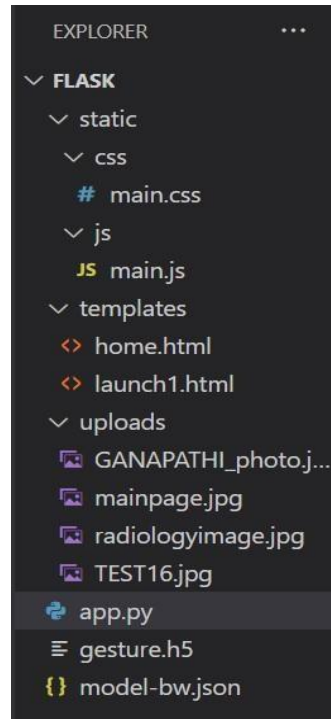 EXPLORER ...
FLASK
static
css
# main.css
js
JS main.js
templates
<> home.html
<> launch1.html
uploads
GANAPATHI_photo.j...
mainpage.jpg
radiologyimage.jpg
TEST16.jpg
app.py
gesture.h5
{} model-bw.json